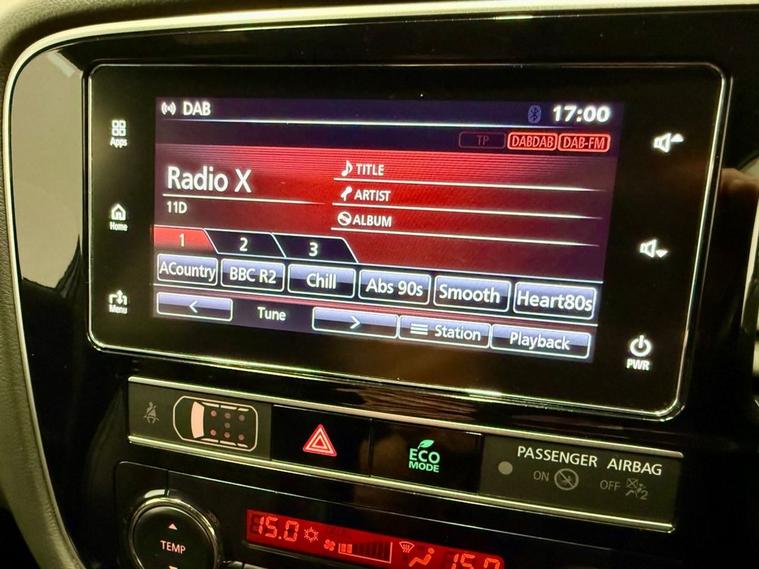 DAB 17:00
TP DABDAB DAB-FM
Apps
Radio X
TITLE
11D
ARTIST
ALBUM
Home
1 2 3
ACountry BBC R2 Chill Abs 90s Smooth Heart80s
< Tune > Station Playback
Menu
PWR
ECO
MODE
PASSENGER AIRBAG
ON OFF 2
TEMP
15.0 15.0